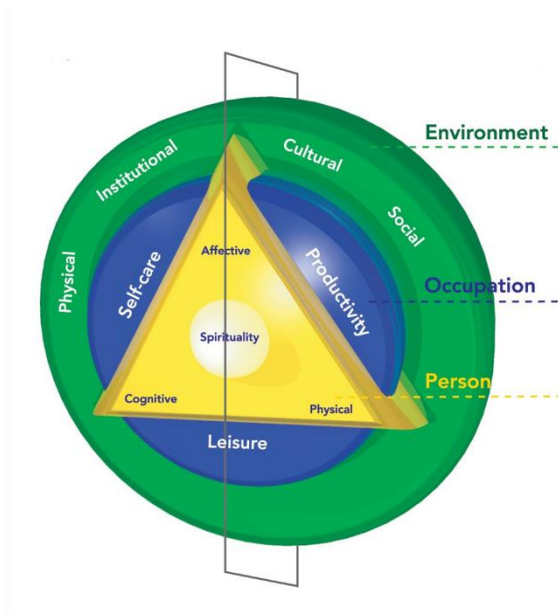 Environment
Cultural
Institutional
Social
Physical
Affective
Self-care
Productivity
Occupation
Spirituality
Person
Cognitive
Physical
Leisure